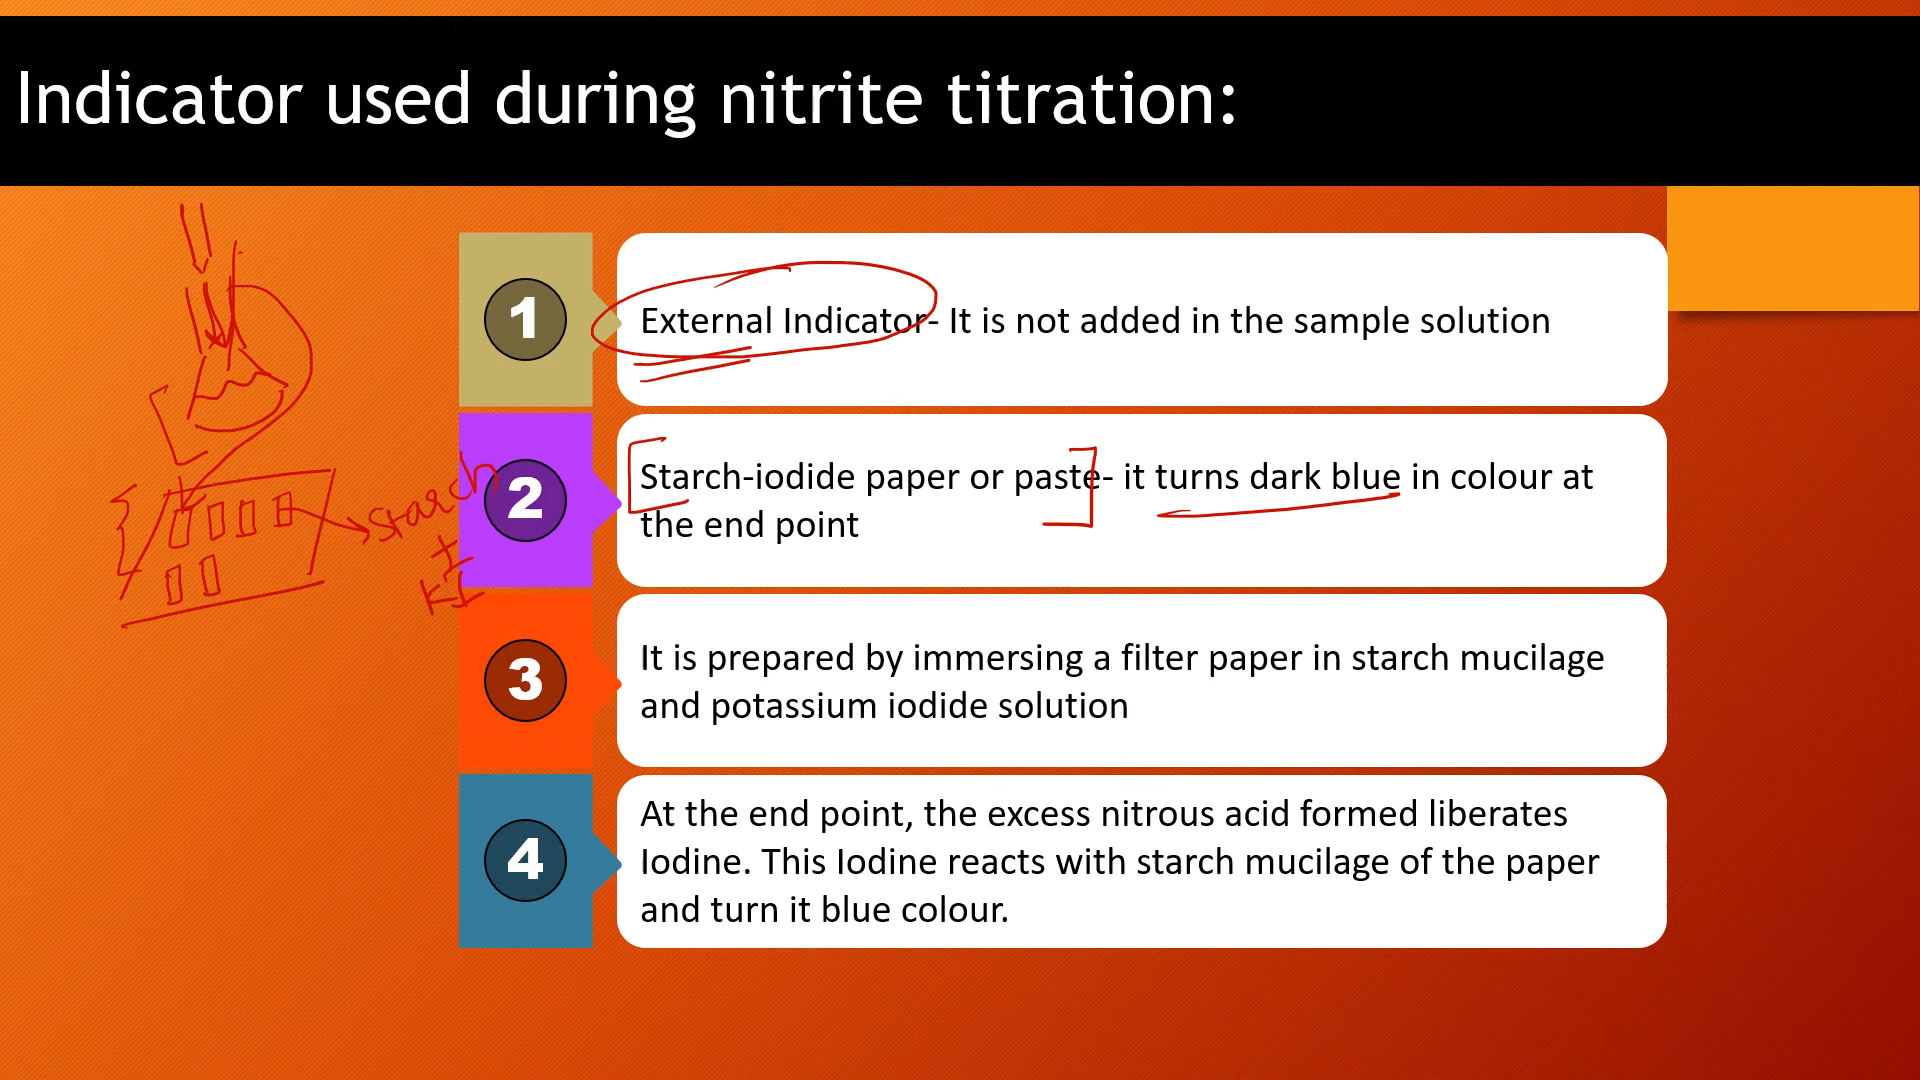 Indicator used during nitrite titration:
1
External Indicator- It is not added in the sample solution
2
Starch-iodide paper or paste- it turns dark blue in colour at
the end point
starch
+
KI
3
It is prepared by immersing a filter paper in starch mucilage
and potassium iodide solution
4
At the end point, the excess nitrous acid formed liberates
Iodine. This Iodine reacts with starch mucilage of the paper
and turn it blue colour.